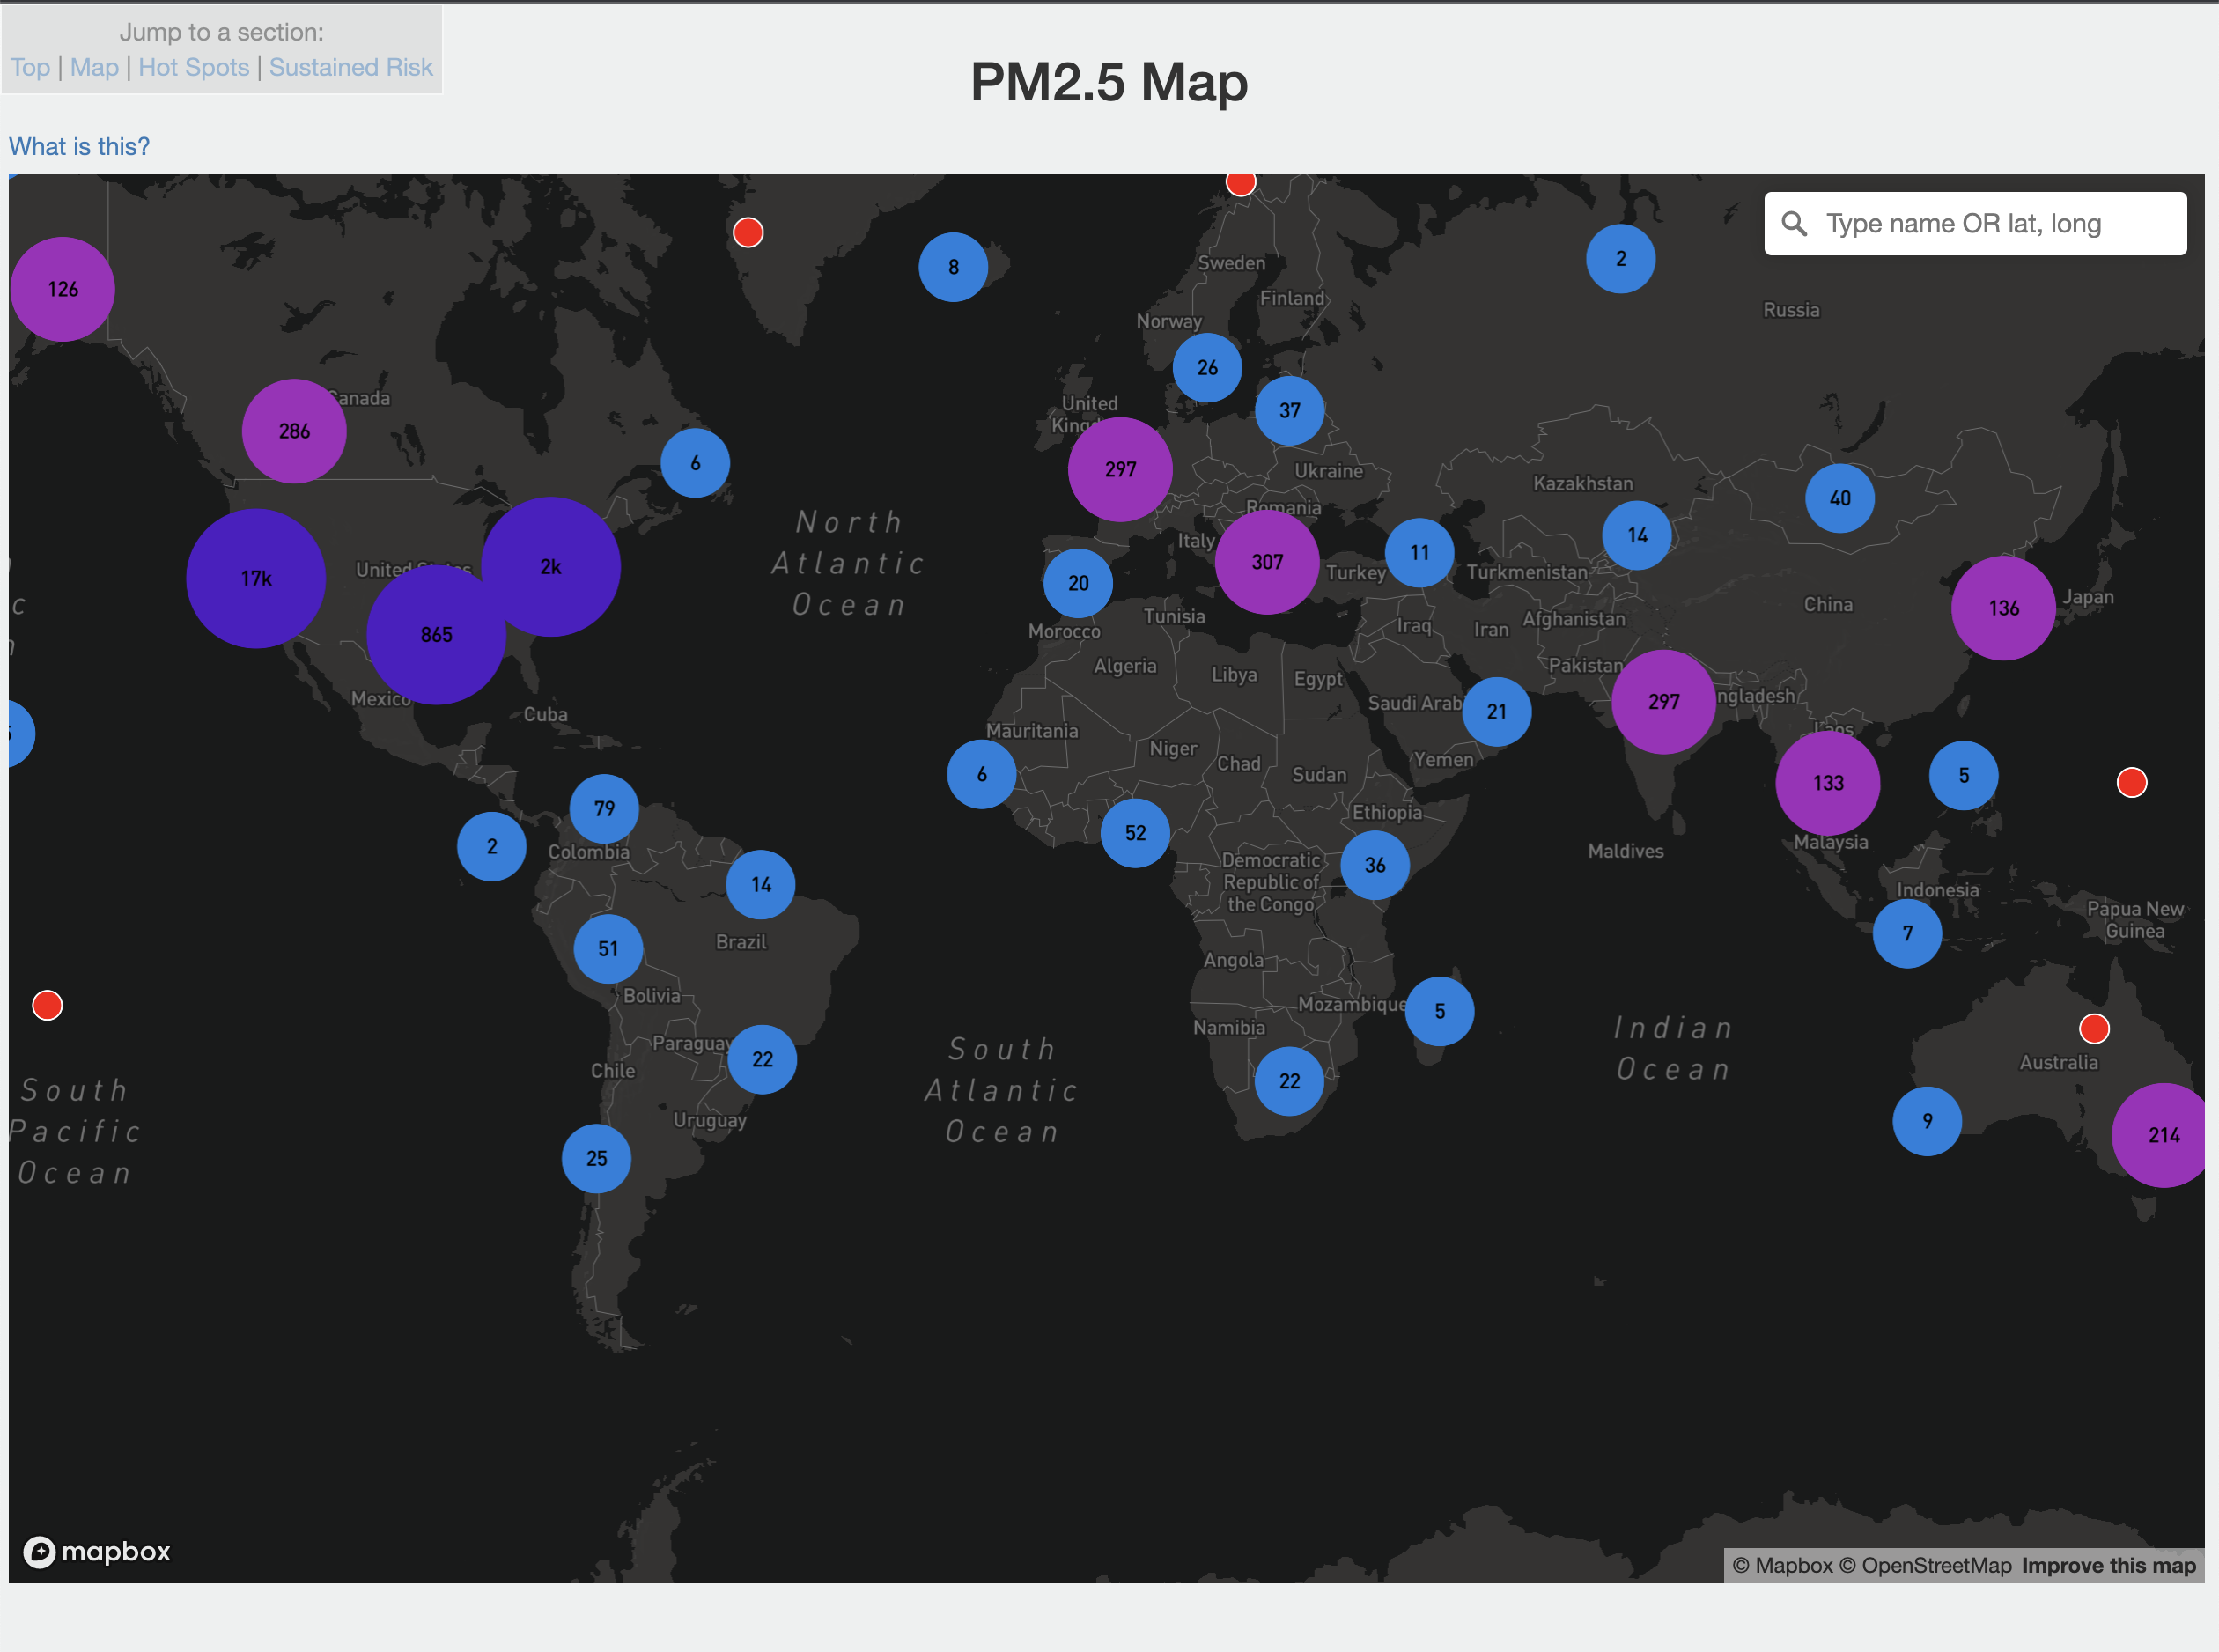 Jump to a section:
Top | Map | Hot Spots | Sustained Risk
PM2.5 Map
What is this?
Type name OR lat, long
8
2
126
Sweden
Finland
Russia
Norway
26
Canada
United
37
286
6
297
Ukraine
Kazakhstan
40
Romania
North
Atlantic
Ocean
Italy
14
11
307
Turkey
Turkmenistan
17k
United States
2k
20
China
Japan
136
865
Morocco
Tunisia
Iraq
Iran
Afghanistan
Algeria
Libya
Egypt
Pakistan
Mexico
Cuba
Saudi Arab
21
297
ngladesh
Laos
Mauritania
Niger
Chad
Sudan
Yemen
6
133
5
79
2
Colombia
52
Ethiopia
Maldives
Malaysia
Democratic
Republic of
the Congo
36
14
Indonesia
Papua New
Guinea
7
51
Brazil
Angola
Bolivia
Mozambique
5
Namibia
Indian
Ocean
Paraguay
22
Chile
South
Atlantic
Ocean
22
Australia
South
Pacific
Ocean
Uruguay
25
9
214
mapbox
© Mapbox © OpenStreetMap Improve this map